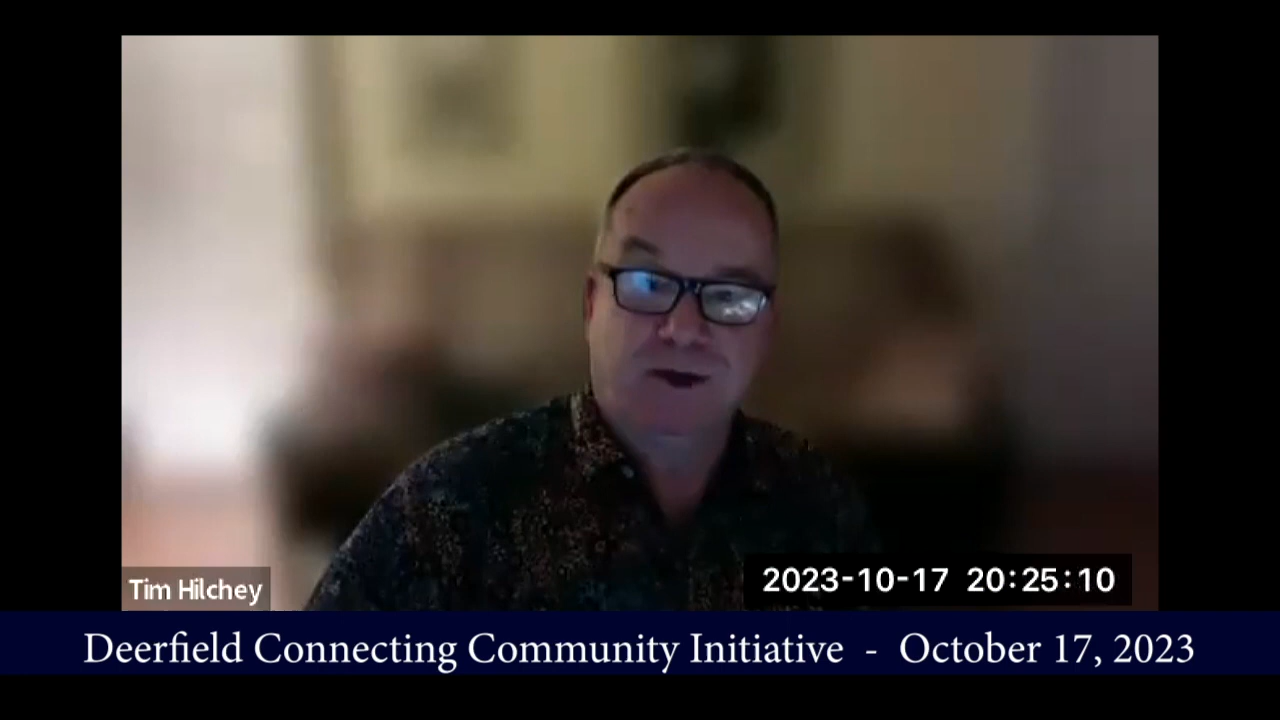 Tim Hilchey
2023-10-17 20:25:10
Deerfield Connecting Community Initiative - October 17, 2023